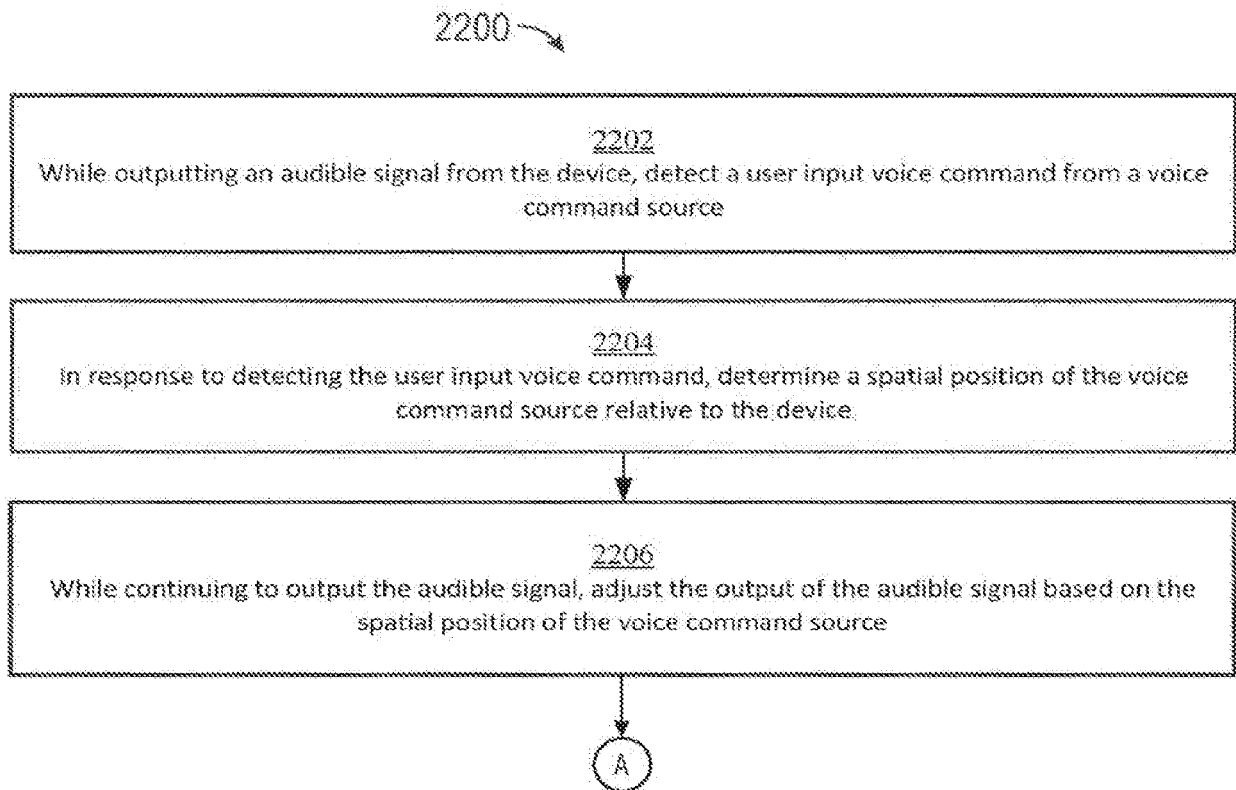 2200
2202
While outputting an audible signal from the device, detect a user input voice command from a voice
command source
2204
In response to detecting the user input voice command, determine a spatial position of the voice
command source relative to the device
2206
While continuing to output the audible signal, adjust the output of the audible signal based on the
spatial position of the voice command source
A